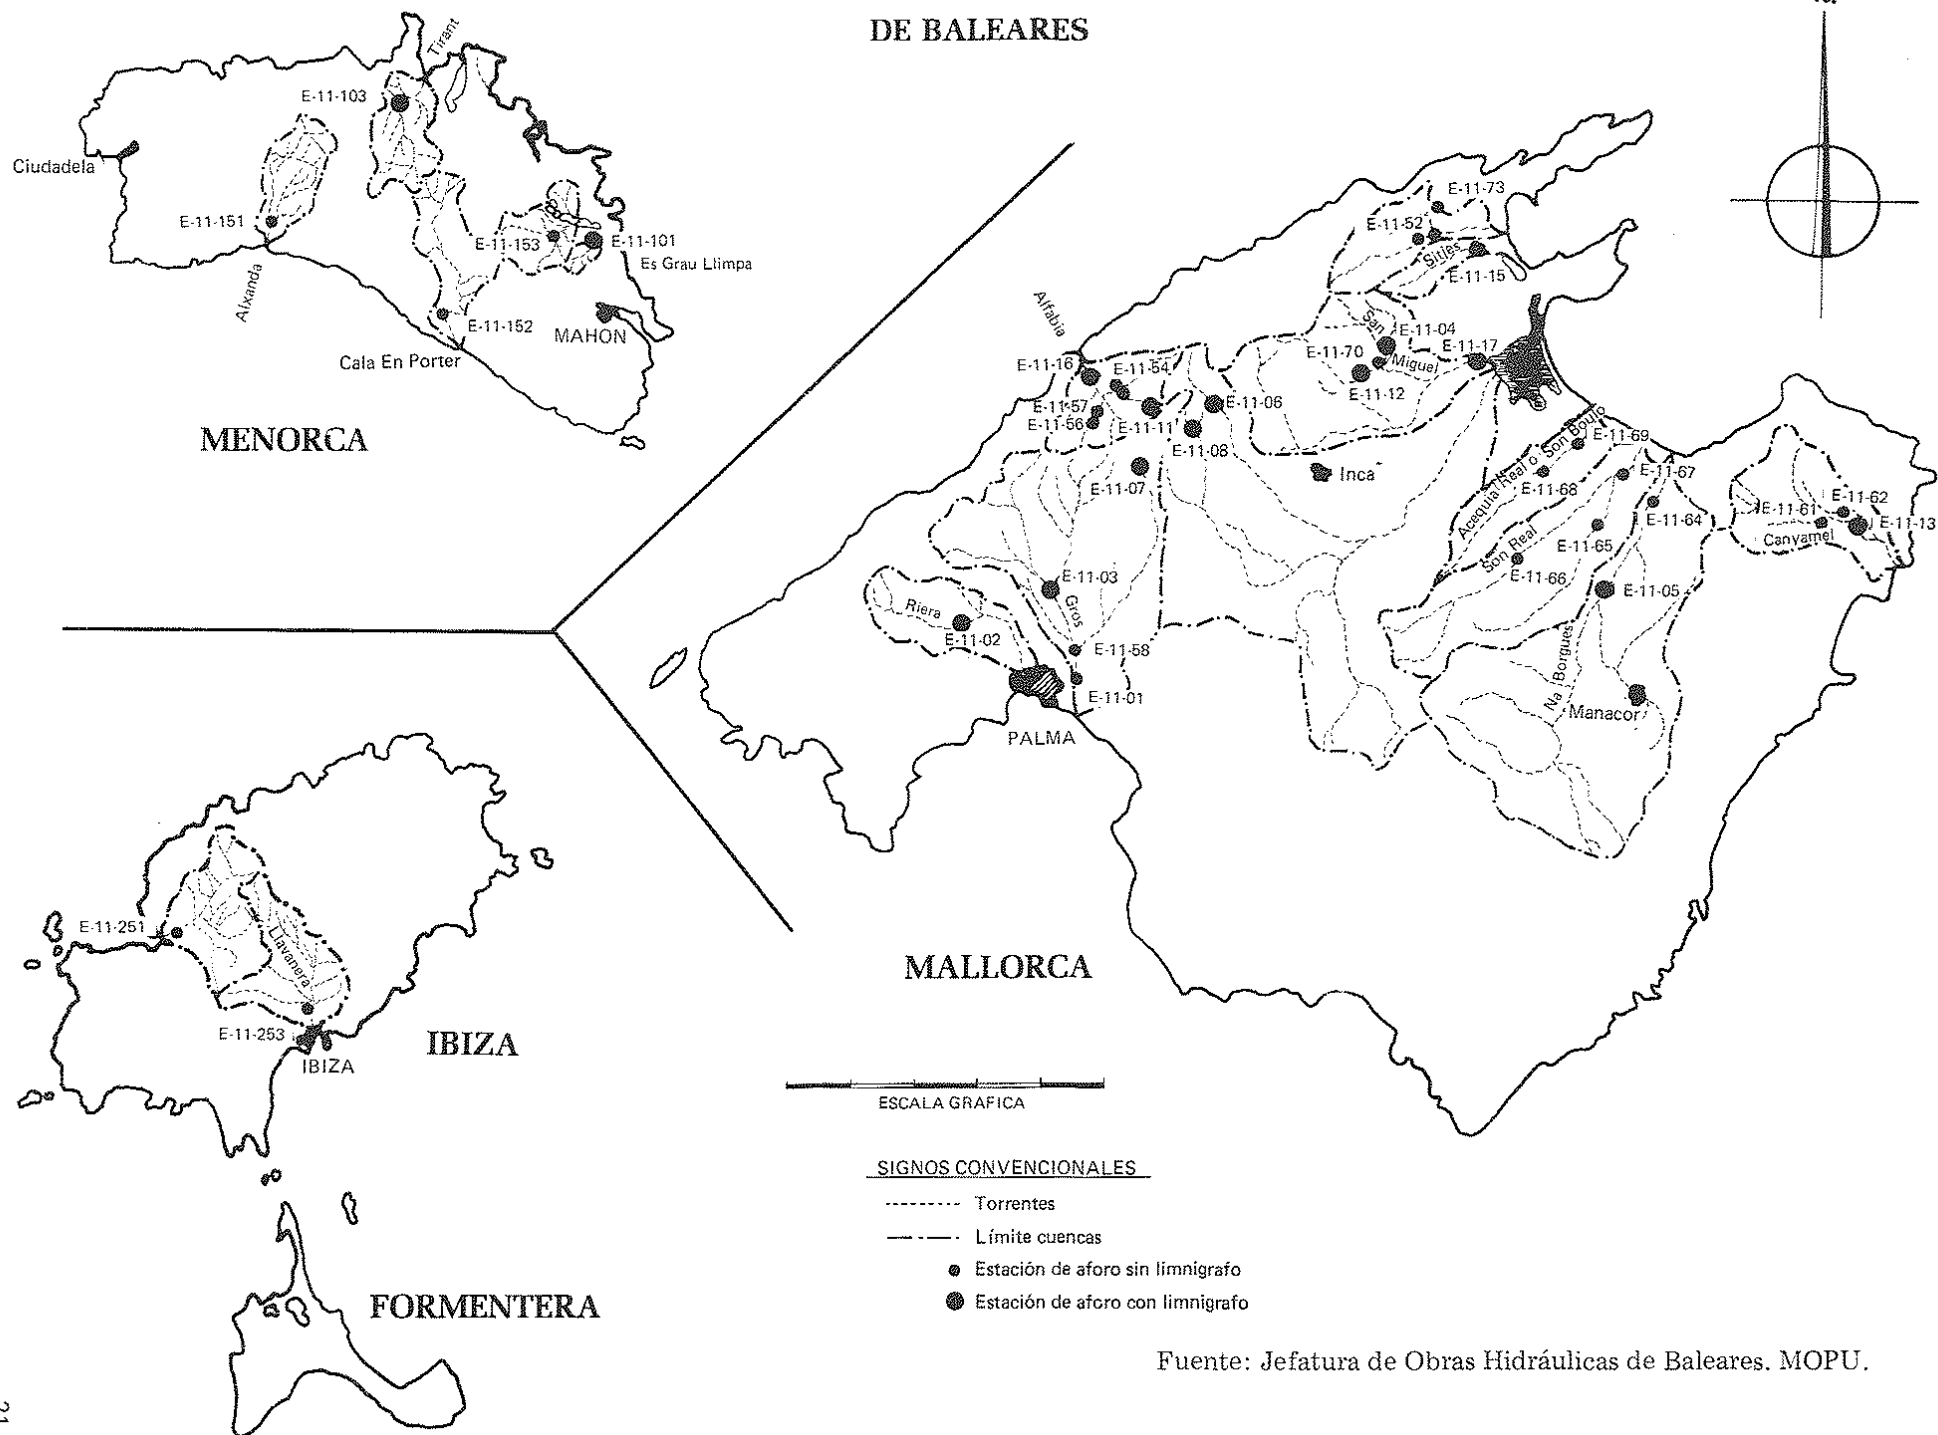 DE BALEARES
N.
Tirant
E-11-103
Ciudadela
E-11-151
E-11-153
E-11-101
Es Grau Llimpa
Alxanda
E-11-152
MAHON
Cala En Porter
MENORCA
E-11-73
E-11-52
Sitjes
E-11-15
Alfabia
San
Miguel
E-11-04
E-11-70
E-11-17
E-11-12
E-11-16
E-11-54
E-11-57
E-11-56
E-11-11
E-11-06
E-11-08
E-11-07
Inca
Acequia Real o Son Boulo
E-11-69
E-11-68
E-11-67
E-11-64
E-11-65
Son Real
E-11-66
E-11-62
E-11-61
E-11-13
Canyamel
E-11-03
Gros
E-11-05
Riera
E-11-02
E-11-58
E-11-01
Na Borgues
Manacor
PALMA
MALLORCA
E-11-251
Llavanera
E-11-253
IBIZA
IBIZA
ESCALA GRAFICA
SIGNOS CONVENCIONALES
Torrentes
Límite cuencas
Estación de aforo sin limnigrafo
Estación de aforo con limnigrafo
FORMENTERA
Fuente: Jefatura de Obras Hidráulicas de Baleares. MOPU.
21